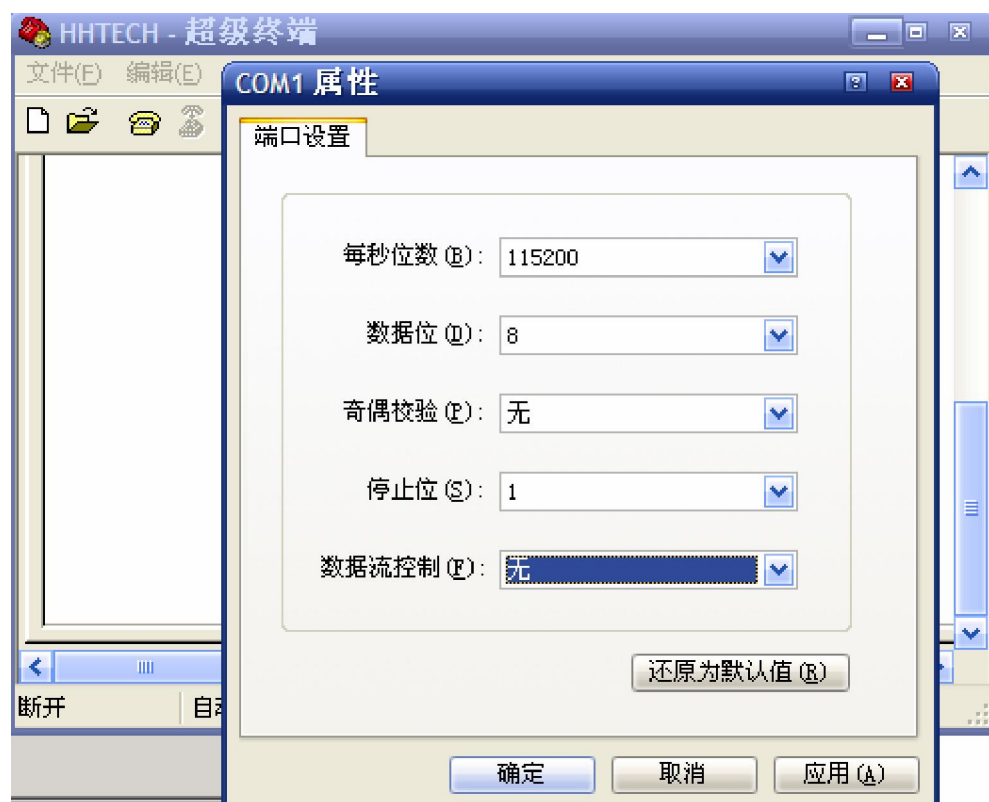 HHTECH - 超级终端
文件(F) 编辑(E)
COM1 属性
端口设置
每秒位数(B): 115200
数据位(D): 8
奇偶校验(P): 无
停止位(S): 1
数据流控制(F): 无
还原为默认值(R)
断开
确定 取消 应用(A)